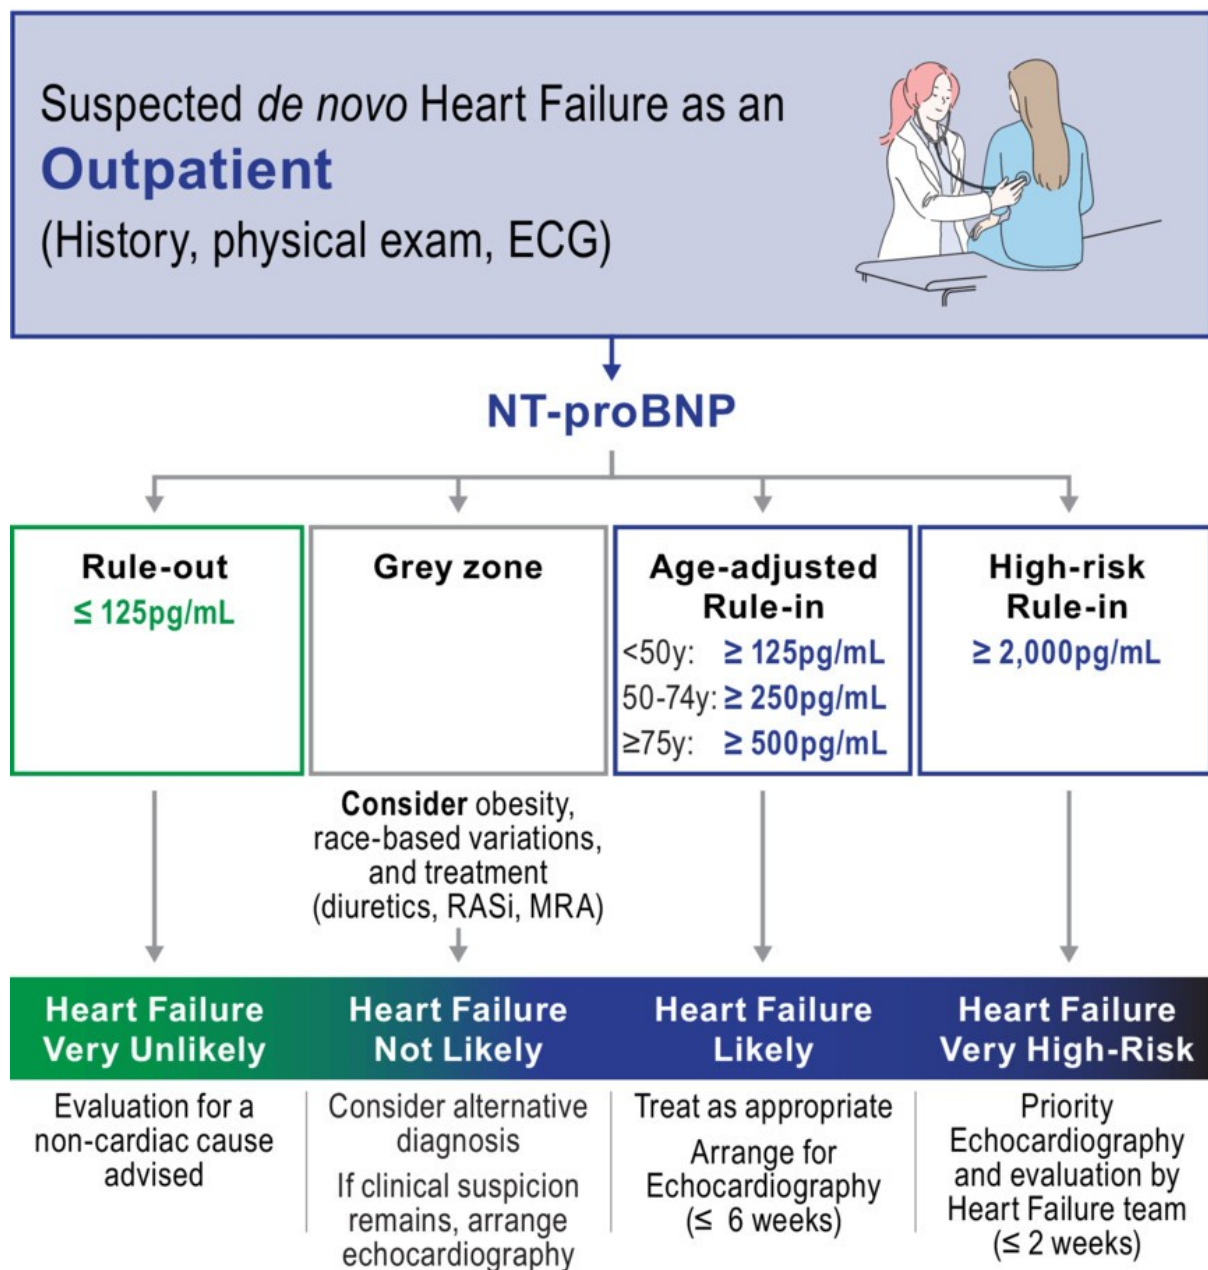 Suspected de novo Heart Failure as an
Outpatient
(History, physical exam, ECG)
NT-proBNP
Rule-out
≤ 125pg/mL
Grey zone
Age-adjusted
Rule-in
<50y: ≥ 125pg/mL
50-74y: ≥ 250pg/mL
≥75y: ≥ 500pg/mL
High-risk
Rule-in
≥ 2,000pg/mL
Consider obesity,
race-based variations,
and treatment
(diuretics, RASi, MRA)
Heart Failure
Very Unlikely
Heart Failure
Not Likely
Heart Failure
Likely
Heart Failure
Very High-Risk
Evaluation for a
non-cardiac cause
advised
Consider alternative
diagnosis
If clinical suspicion
remains, arrange
echocardiography
Treat as appropriate
Arrange for
Echocardiography
(≤ 6 weeks)
Priority
Echocardiography
and evaluation by
Heart Failure team
(≤ 2 weeks)